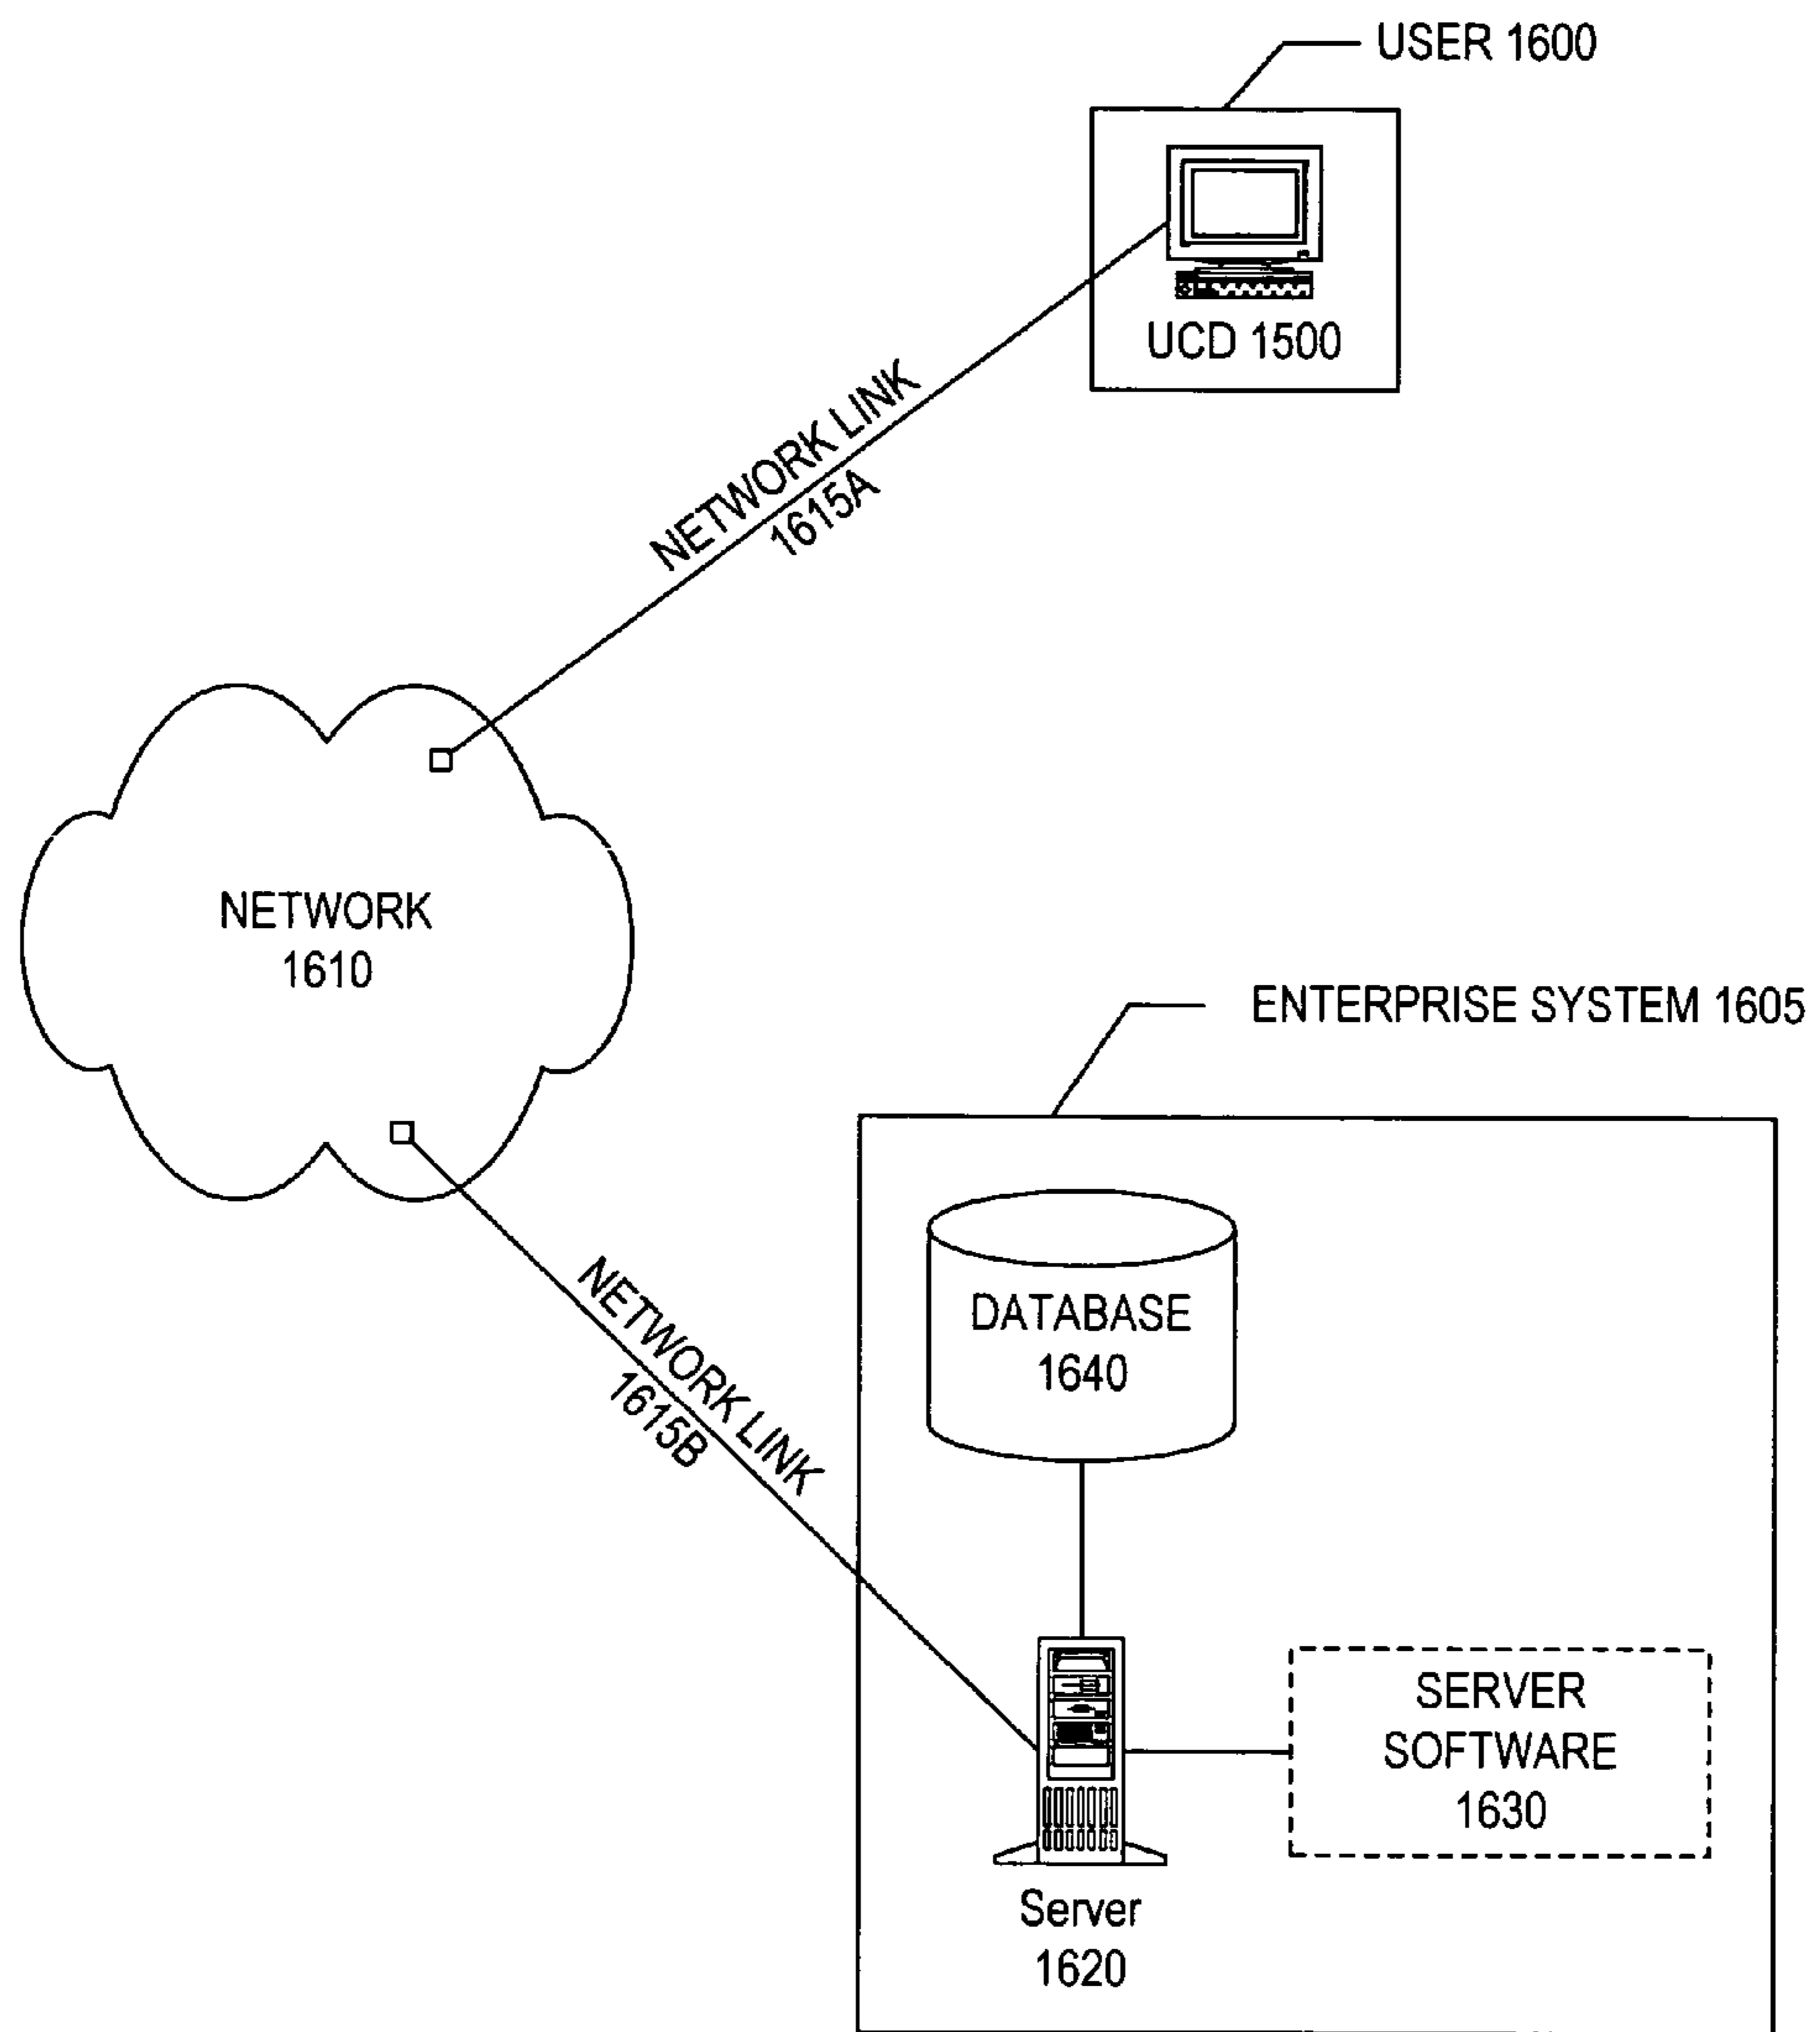 USER 1600
UCD 1500
NETWORK LINK
1615A
NETWORK
1610
ENTERPRISE SYSTEM 1605
DATABASE
1640
NETWORK LINK
1615B
SERVER
SOFTWARE
1630
Server
1620